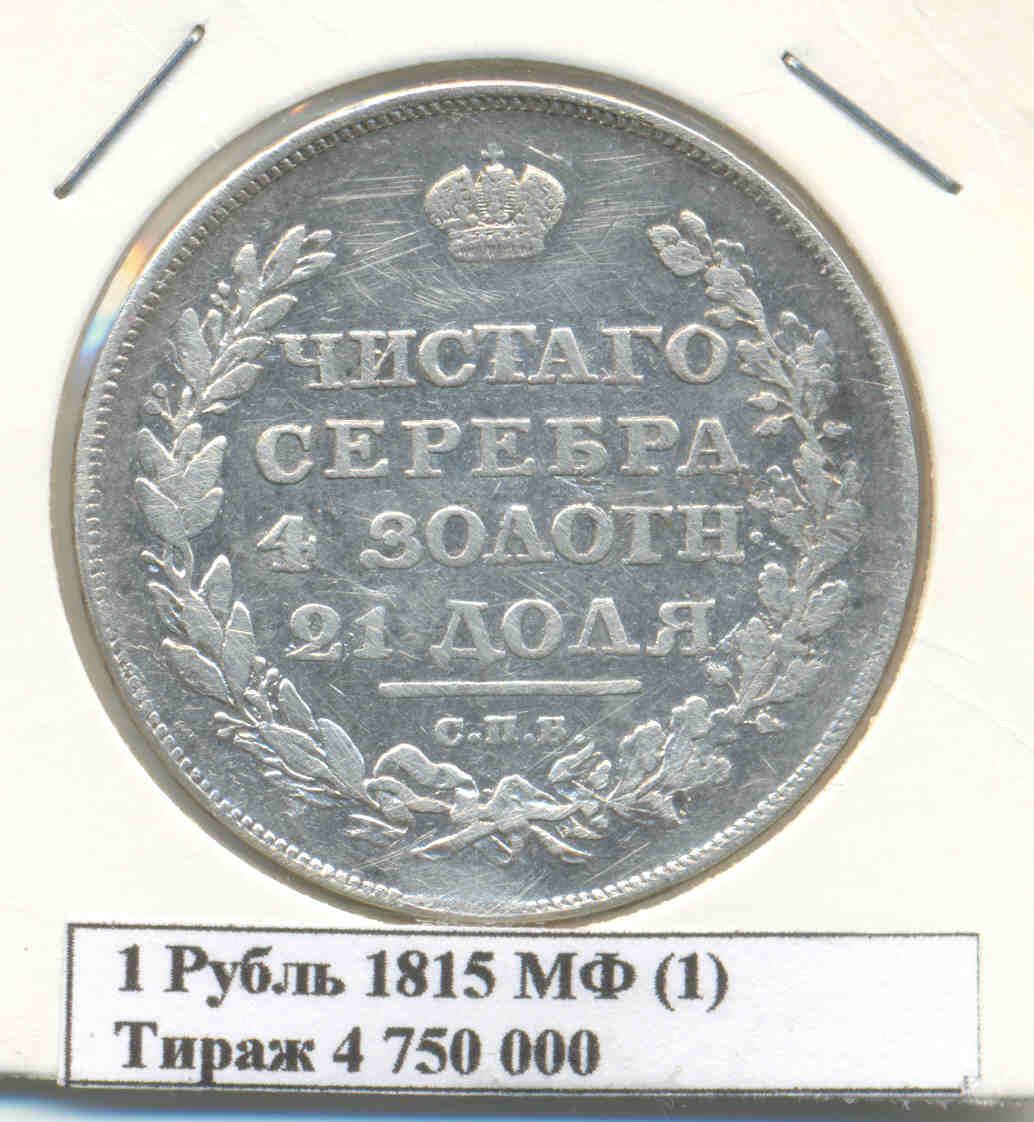 ЧИСТАГО
СЕРЕБРА
4 ЗОЛОТН
21 ДОЛЯ
С.П.Б.
1 Рубль 1815 МФ (1)
Тираж 4 750 000